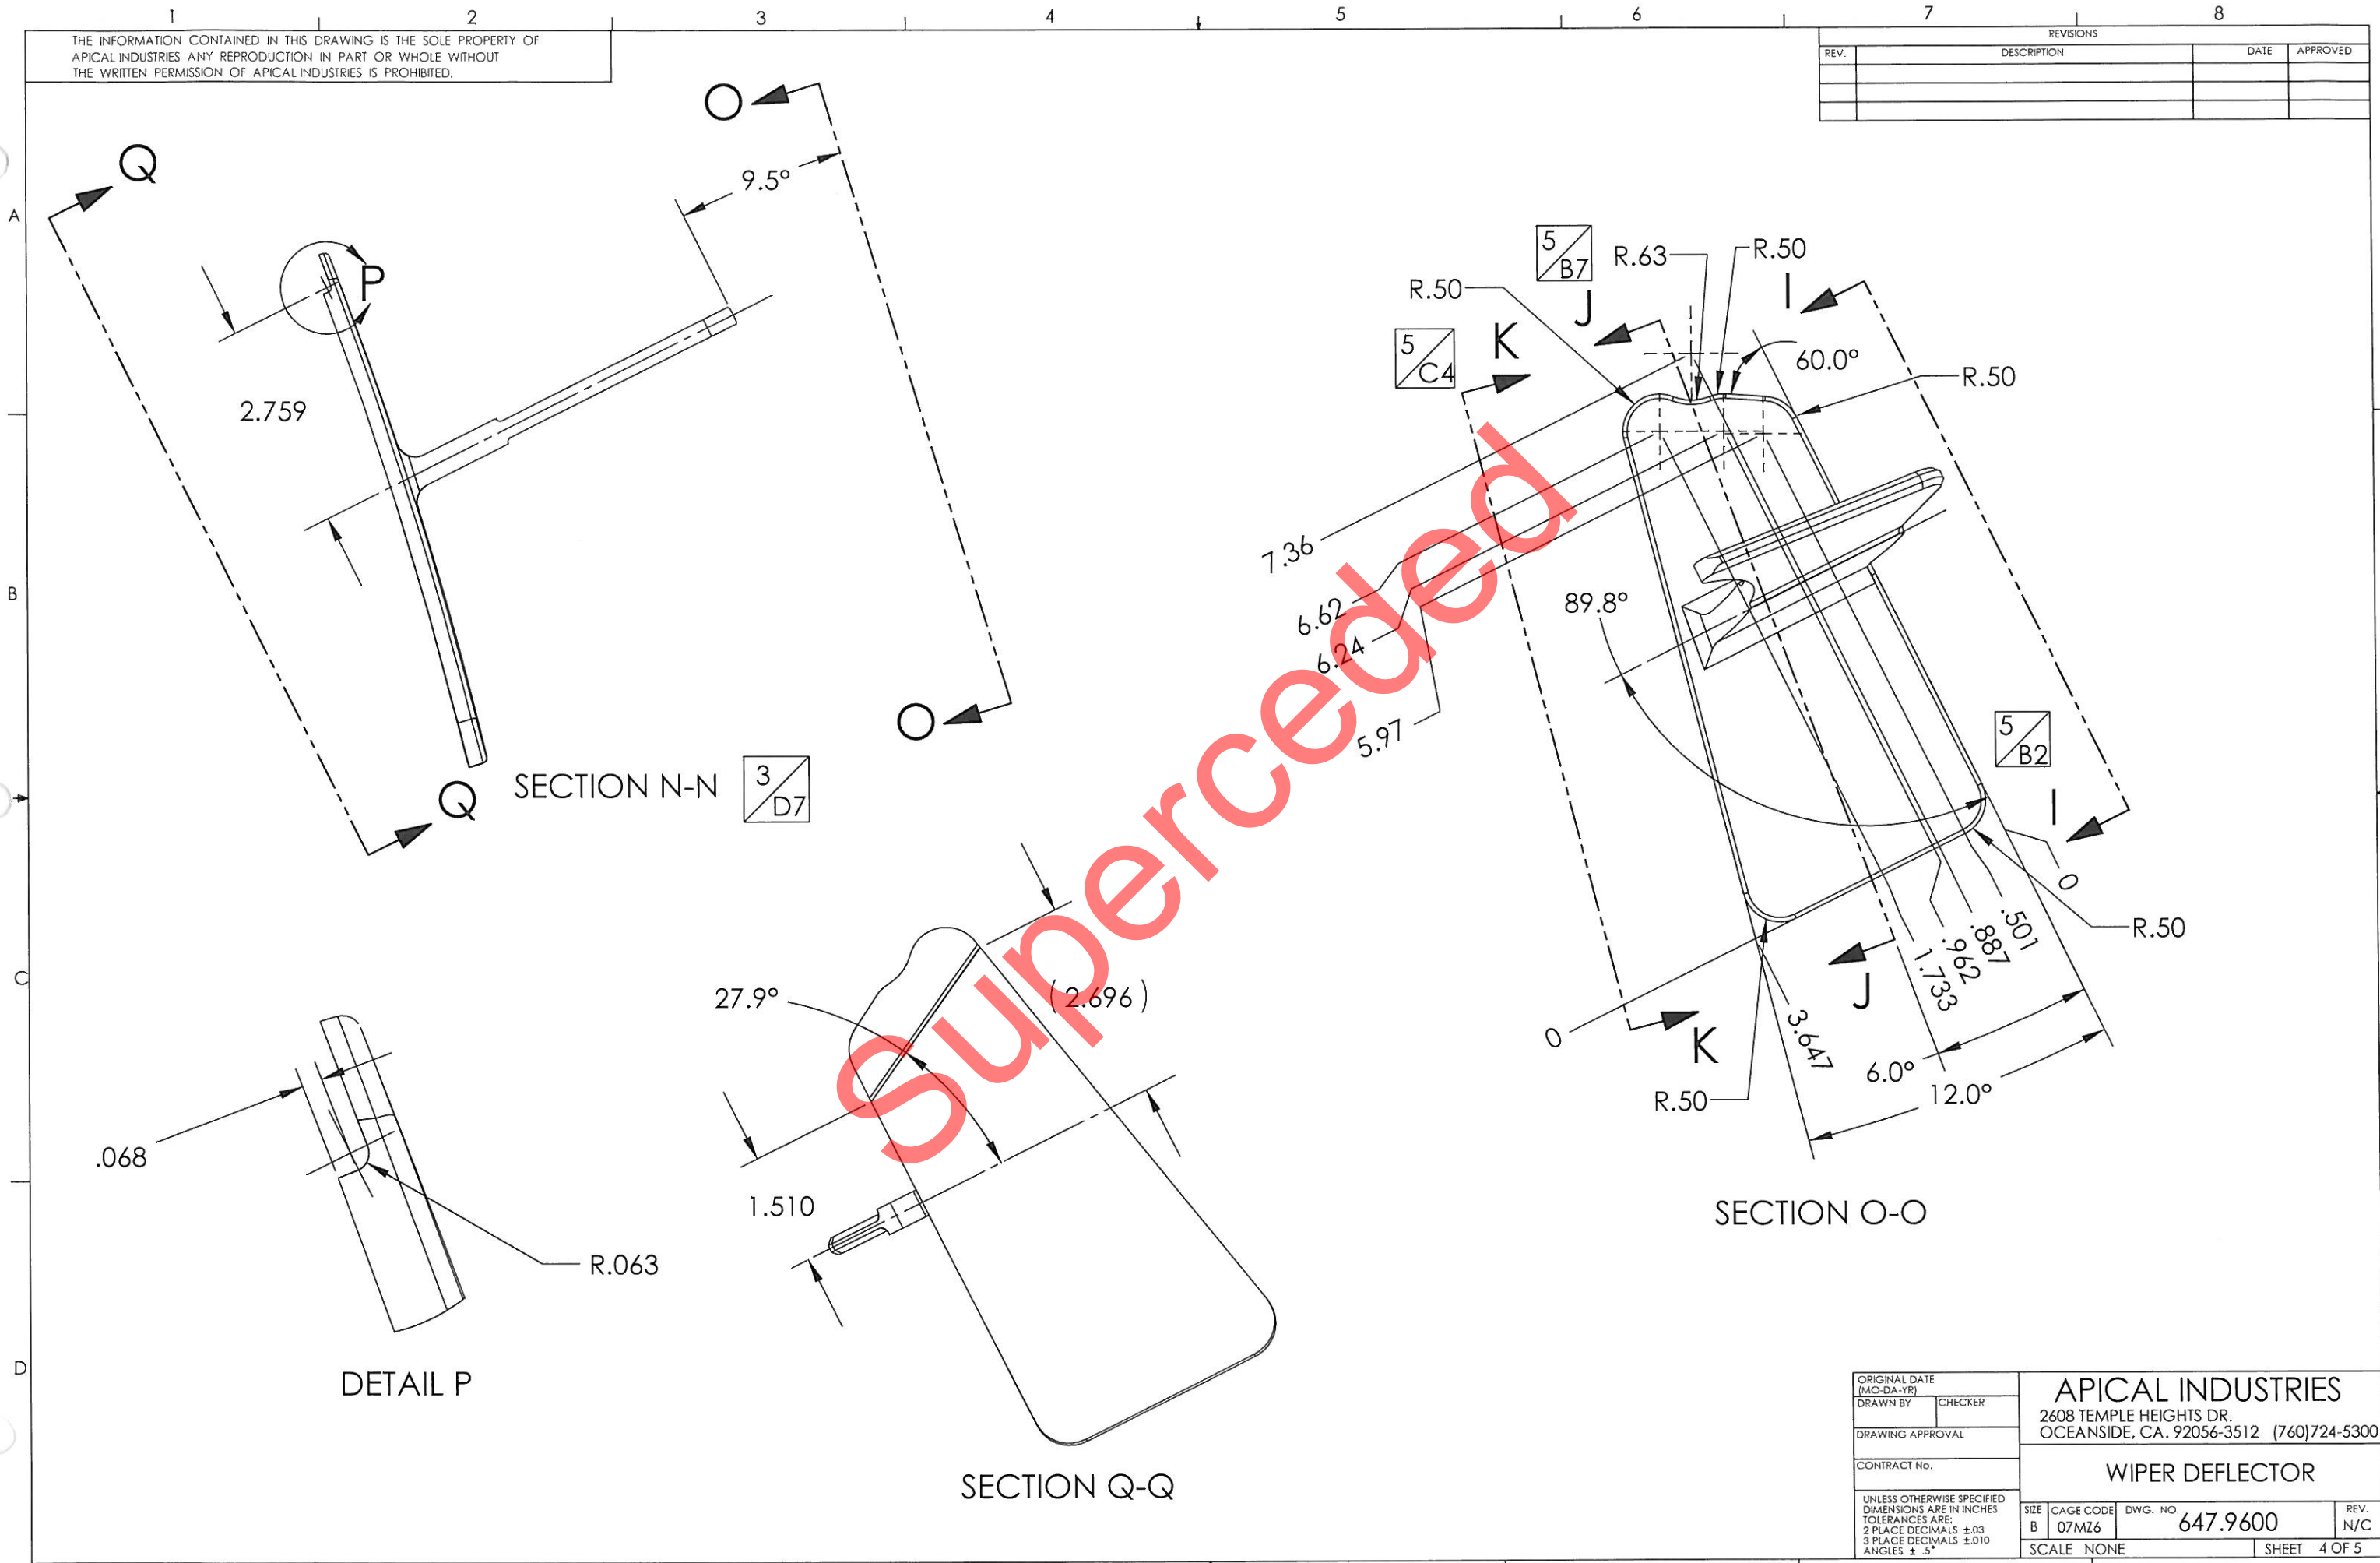 1 2 3 4 5 6 7 8
THE INFORMATION CONTAINED IN THIS DRAWING IS THE SOLE PROPERTY OF
APICAL INDUSTRIES ANY REPRODUCTION IN PART OR WHOLE WITHOUT
THE WRITTEN PERMISSION OF APICAL INDUSTRIES IS PROHIBITED.
REVISIONS
REV. DESCRIPTION DATE APPROVED
A
B
C
D
Q
O
9.5°
P
2.759
O
Q
SECTION N-N
3
D7
5
B7
R.63
R.50
R.50
J
I
5
C4
K
60.0°
R.50
7.36
6.62
6.24
5.97
89.8°
5
B2
I
0
R.50
.501
.887
.962
1.733
J
3.647
0
K
6.0°
12.0°
R.50
SECTION O-O
27.9°
(2.696)
1.510
SECTION Q-Q
.068
R.063
DETAIL P
Superceded
ORIGINAL DATE
(MO-DA-YR)
DRAWN BY CHECKER
DRAWING APPROVAL
CONTRACT No.
UNLESS OTHERWISE SPECIFIED
DIMENSIONS ARE IN INCHES
TOLERANCES ARE:
2 PLACE DECIMALS ±.03
3 PLACE DECIMALS ±.010
ANGLES ± .5°
APICAL INDUSTRIES
2608 TEMPLE HEIGHTS DR.
OCEANSIDE, CA. 92056-3512 (760)724-5300
WIPER DEFLECTOR
SIZE CAGE CODE DWG. NO. REV.
B 07MZ6 647.9600 N/C
SCALE NONE SHEET 4 OF 5